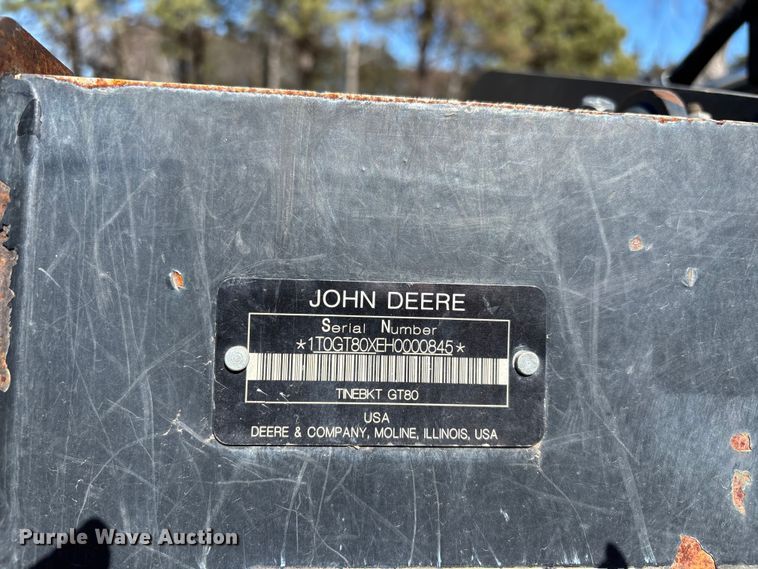 JOHN DEERE
Serial Number
*1T0GT80XEH0000845*
TINEBKT GT80
USA
DEERE & COMPANY, MOLINE, ILLINOIS, USA
Purple Wave Auction